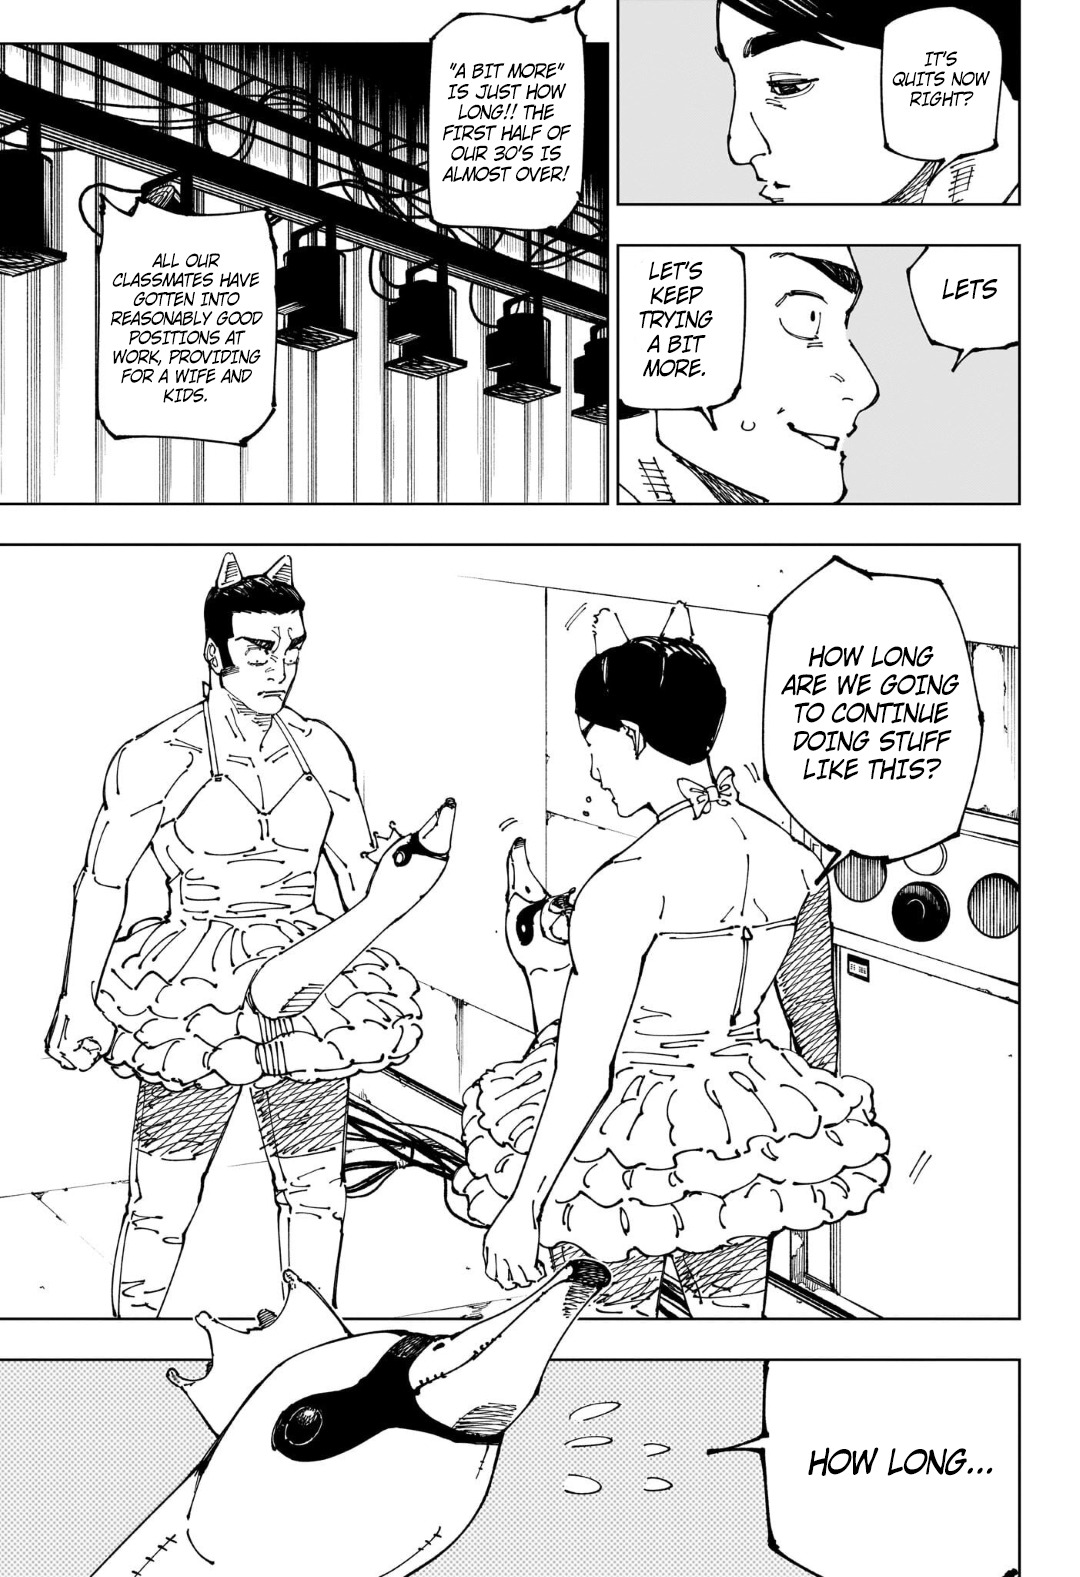 IT'S
QUITS NOW
RIGHT?
LETS
LET'S
KEEP
TRYING
A BIT
MORE.
"A BIT MORE"
IS JUST HOW
LONG!! THE
FIRST HALF OF
OUR 30'S IS
ALMOST OVER!
ALL OUR
CLASSMATES HAVE
GOTTEN INTO
REASONABLY GOOD
POSITIONS AT
WORK, PROVIDING
FOR A WIFE AND
KIDS.
HOW LONG
ARE WE GOING
TO CONTINUE
DOING STUFF
LIKE THIS?
HOW LONG...